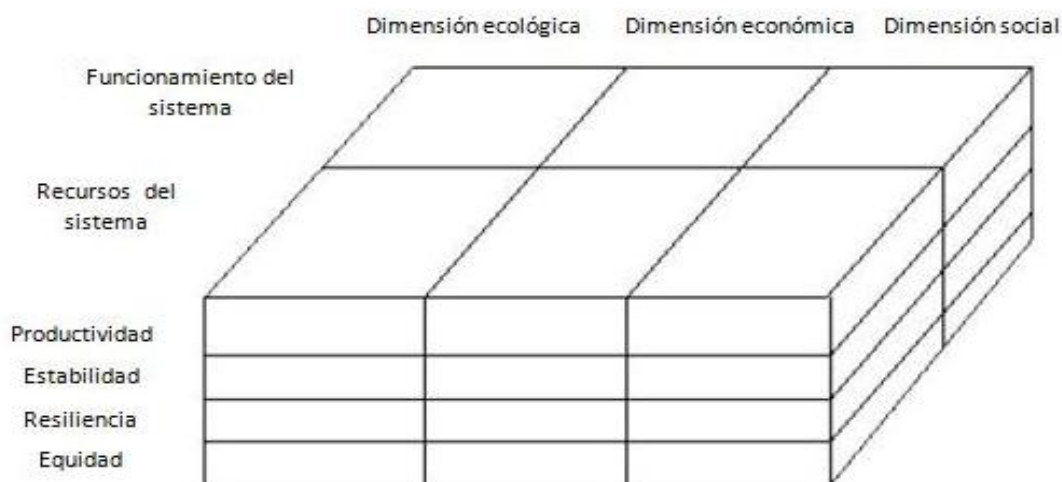 Dimensión ecológica
Dimensión económica
Dimensión social
Funcionamiento del
sistema
Recursos del
sistema
Productividad
Estabilidad
Resiliencia
Equidad